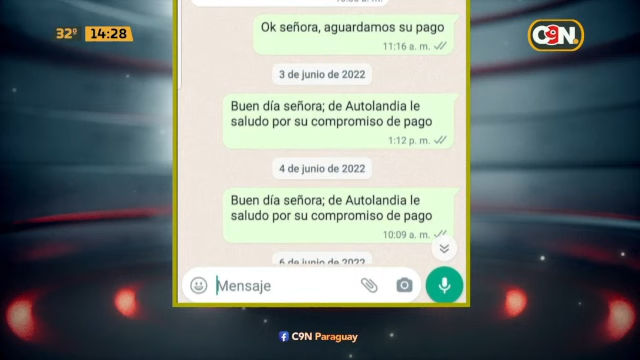 32º 14:28
C9N.
Ok señora, aguardamos su pago
11:16 a. m.
3 de junio de 2022
Buen día señora; de Autolandia le
saludo por su compromiso de pago
1:12 p. m.
4 de junio de 2022
Buen día señora; de Autolandia le
saludo por su compromiso de pago
10:09 a. m.
6 de junio de 2022
Mensaje
C9N Paraguay